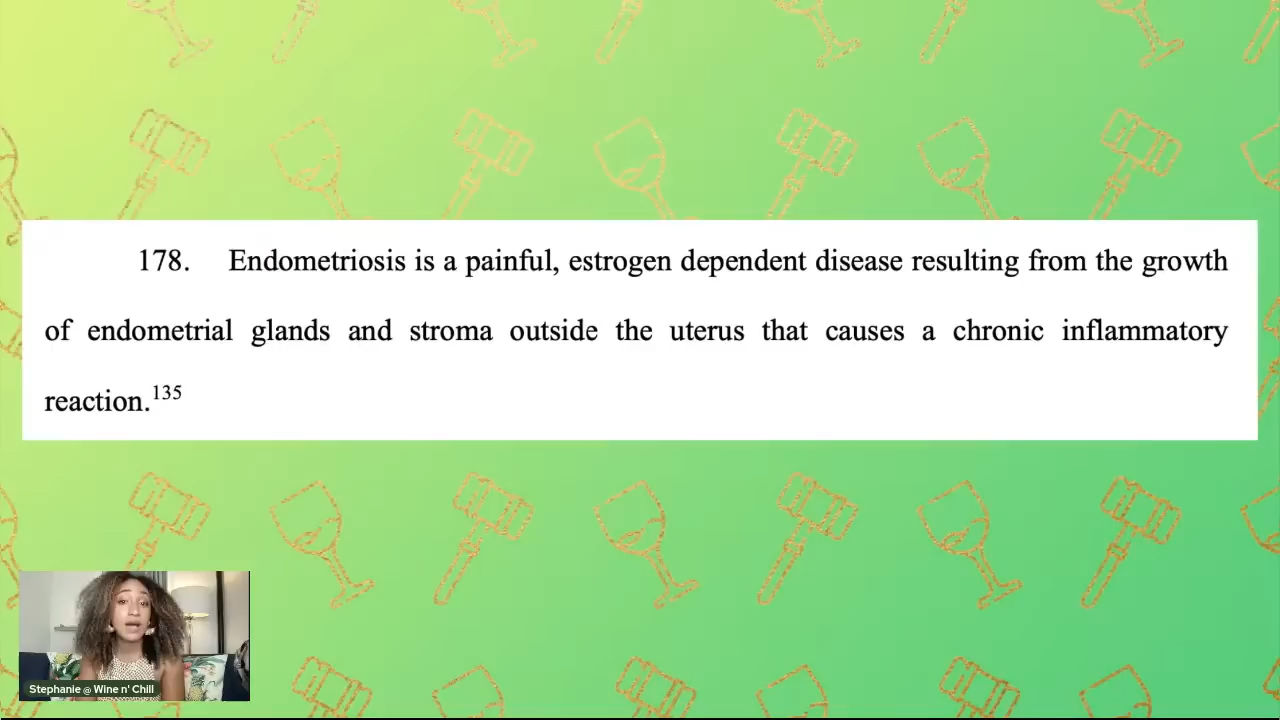 178. Endometriosis is a painful, estrogen dependent disease resulting from the growth
of endometrial glands and stroma outside the uterus that causes a chronic inflammatory
reaction.135
Stephanie @ Wine n' Chill